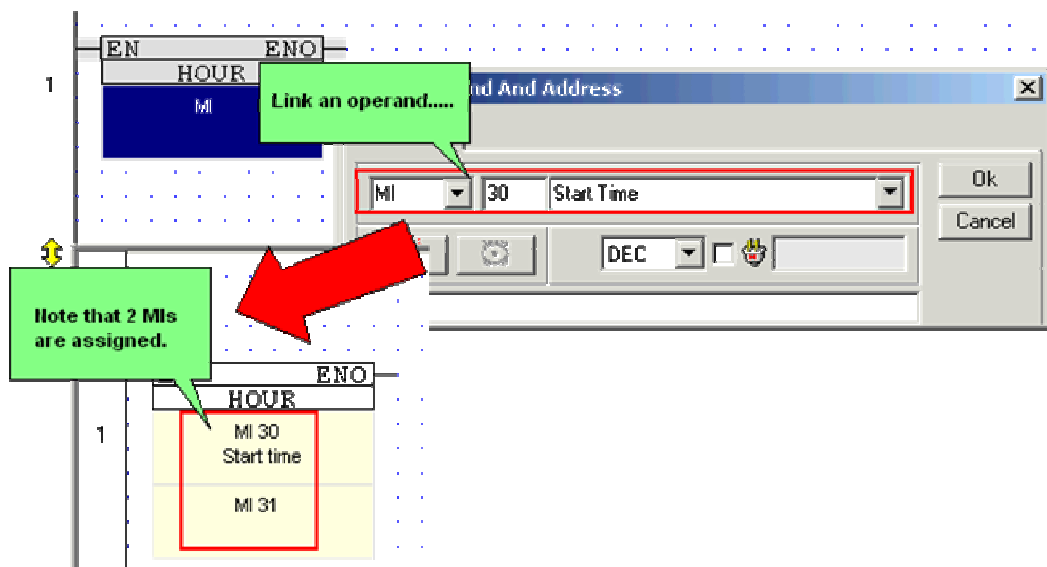 EN ENO
HOUR
1
MI
Link an operand.....
nd And Address
MI 30 Start Time
Ok
Cancel
DEC
Note that 2 MIs
are assigned.
ENO
HOUR
1
MI 30
Start time
MI 31